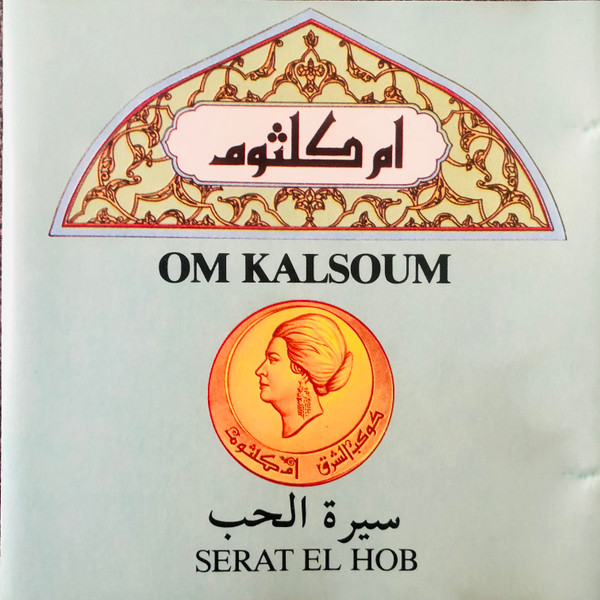 ام كلثوم
OM KALSOUM
كوكب الشرق
ام كلثوم
سيرة الحب
SERAT EL HOB